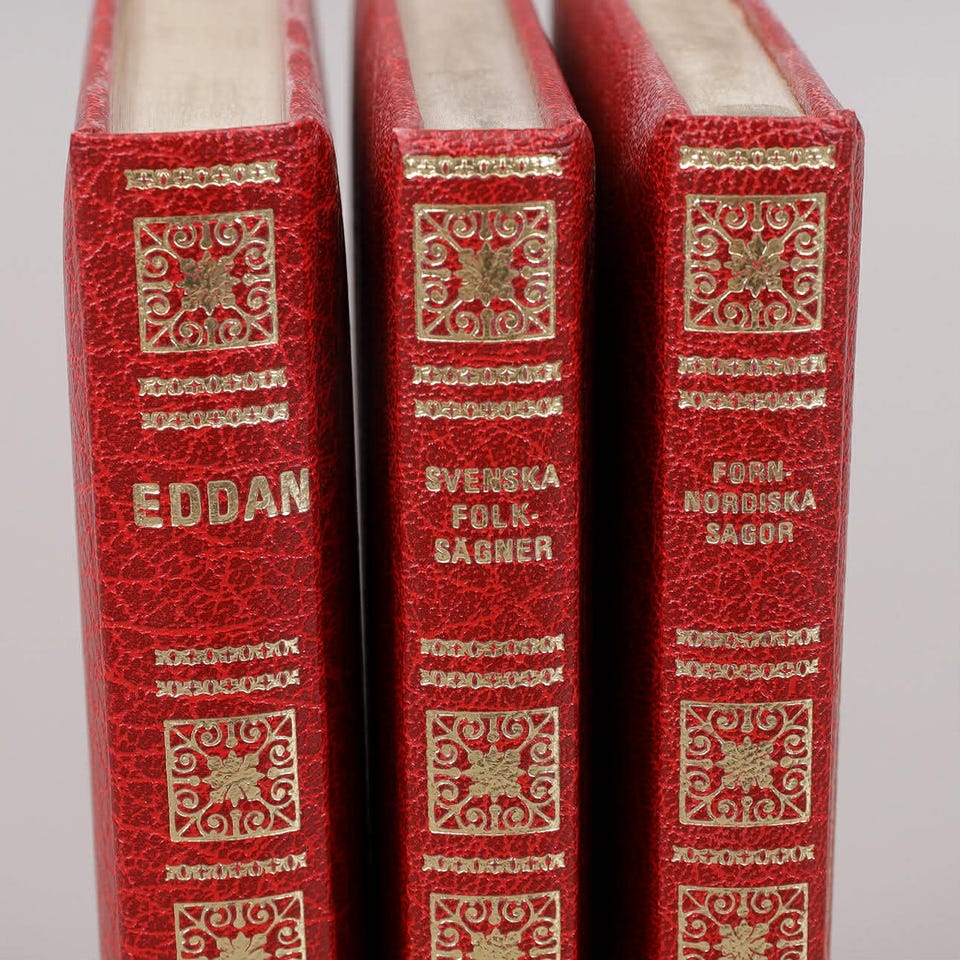 EDDAN
SVENSKA
FOLK-
SÄGNER
FORN-
NORDISKA
SAGOR